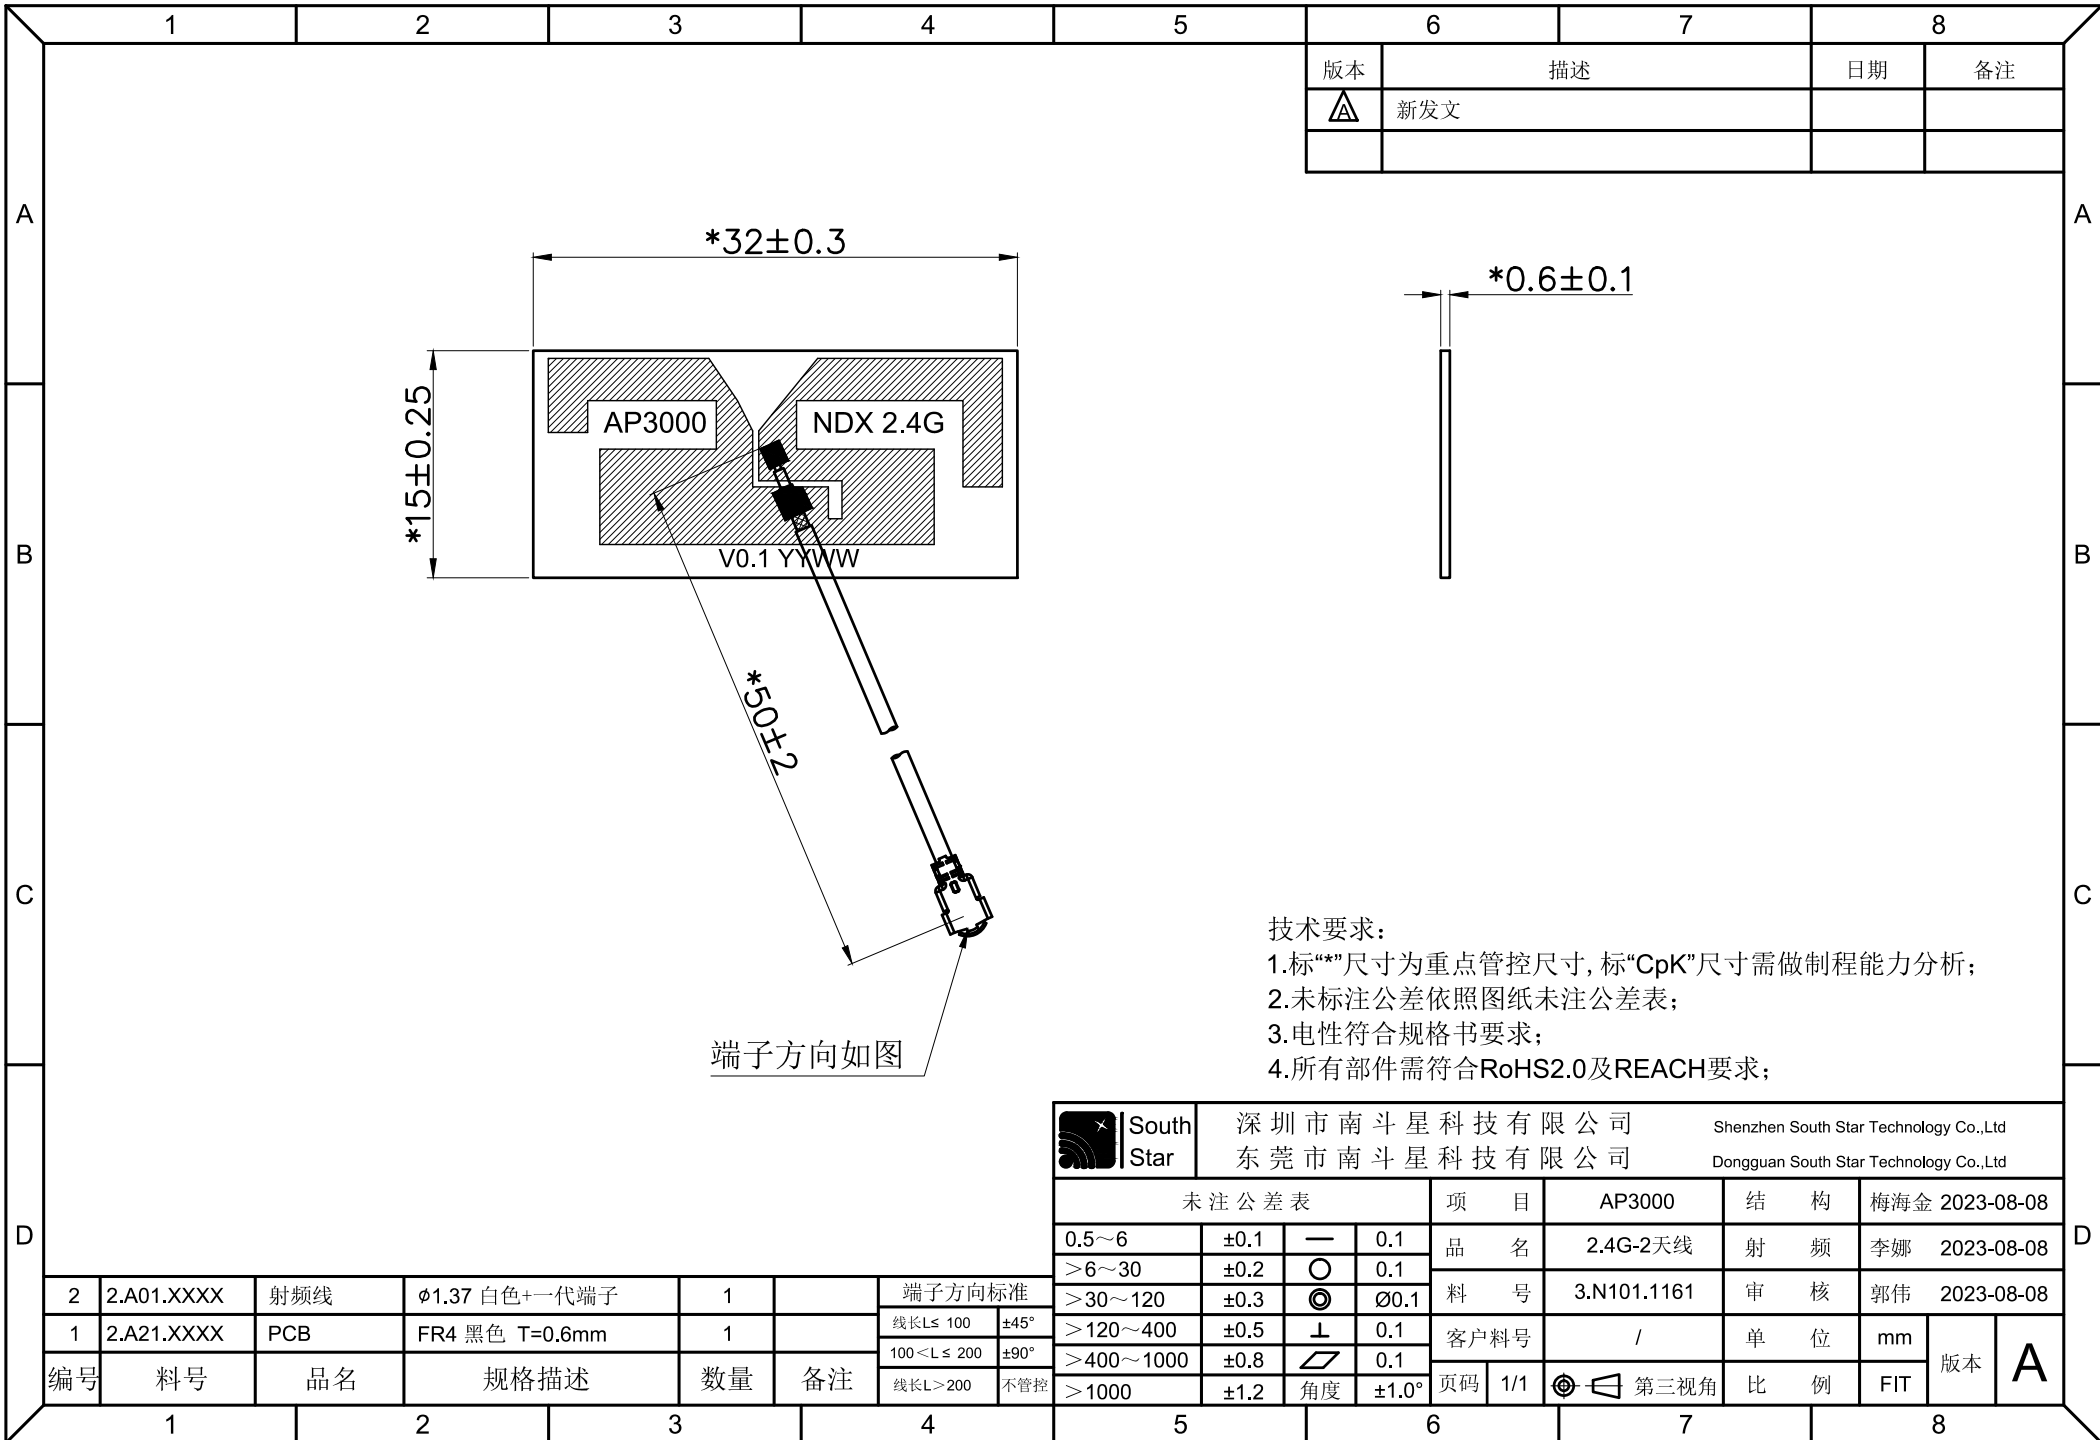 1 2 3 4 5 6 7 8
版本 描述 日期 备注
A 新发文
A A
*32±0.3
*0.6±0.1
*15±0.25
AP3000 NDX 2.4G
V0.1 YYWW
B B
*50±2
C C
端子方向如图
技术要求：
1.标“*”尺寸为重点管控尺寸, 标“CpK”尺寸需做制程能力分析；
2.未标注公差依照图纸未注公差表；
3.电性符合规格书要求；
4.所有部件需符合RoHS2.0及REACH要求；
South
Star
深圳市南斗星科技有限公司 Shenzhen South Star Technology Co.,Ltd
东莞市南斗星科技有限公司 Dongguan South Star Technology Co.,Ltd
D D
未注公差表
0.5～6 ±0.1 — 0.1
＞6～30 ±0.2 ○ 0.1
＞30～120 ±0.3 ◎ Ø0.1
＞120～400 ±0.5 ⊥ 0.1
＞400～1000 ±0.8 ▱ 0.1
＞1000 ±1.2 角度 ±1.0°
项目 AP3000 结构 梅海金 2023-08-08
品名 2.4G-2天线 射频 李娜 2023-08-08
料号 3.N101.1161 审核 郭伟 2023-08-08
客户料号 / 单位 mm
页码 1/1 第三视角 比例 FIT
版本 A
2 2.A01.XXXX 射频线 ϕ1.37 白色+一代端子 1
1 2.A21.XXXX PCB FR4 黑色 T=0.6mm 1
编号 料号 品名 规格描述 数量 备注
端子方向标准
线长L≤ 100 ±45°
100＜L ≤ 200 ±90°
线长L＞200 不管控
1 2 3 4 5 6 7 8